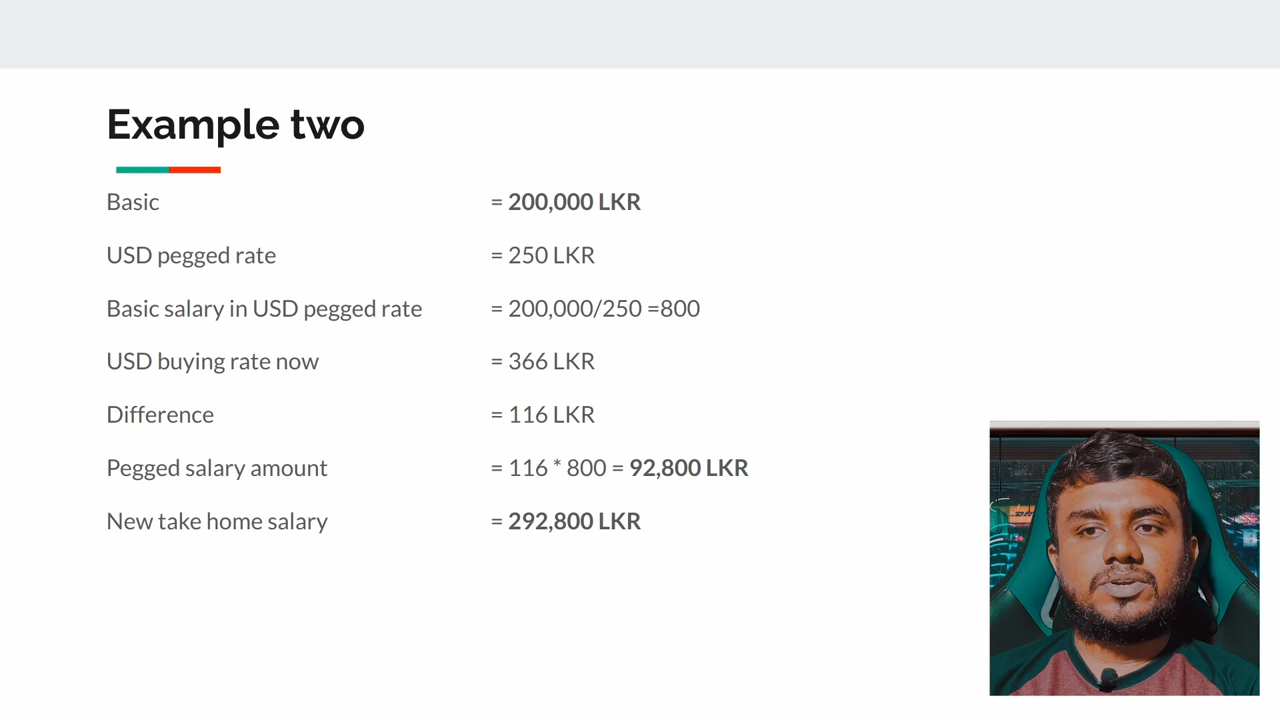 Example two
Basic = 200,000 LKR
USD pegged rate = 250 LKR
Basic salary in USD pegged rate = 200,000/250 =800
USD buying rate now = 366 LKR
Difference = 116 LKR
Pegged salary amount = 116 * 800 = 92,800 LKR
New take home salary = 292,800 LKR